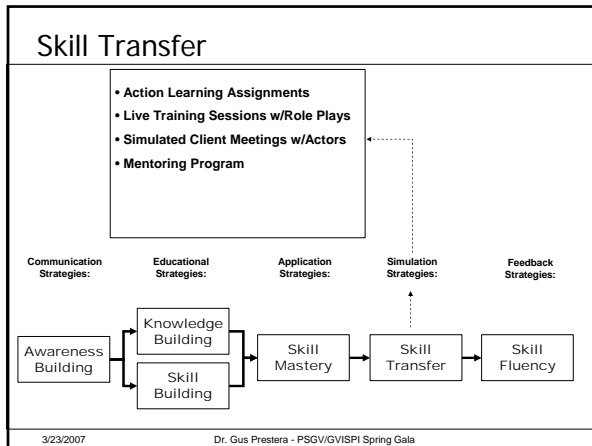 Skill Transfer
• Action Learning Assignments
• Live Training Sessions w/Role Plays
• Simulated Client Meetings w/Actors
• Mentoring Program
Communication
Strategies:
Educational
Strategies:
Application
Strategies:
Simulation
Strategies:
Feedback
Strategies:
Awareness
Building
Knowledge
Building
Skill
Building
Skill
Mastery
Skill
Transfer
Skill
Fluency
3/23/2007
Dr. Gus Prestera - PSGV/GVISPI Spring Gala